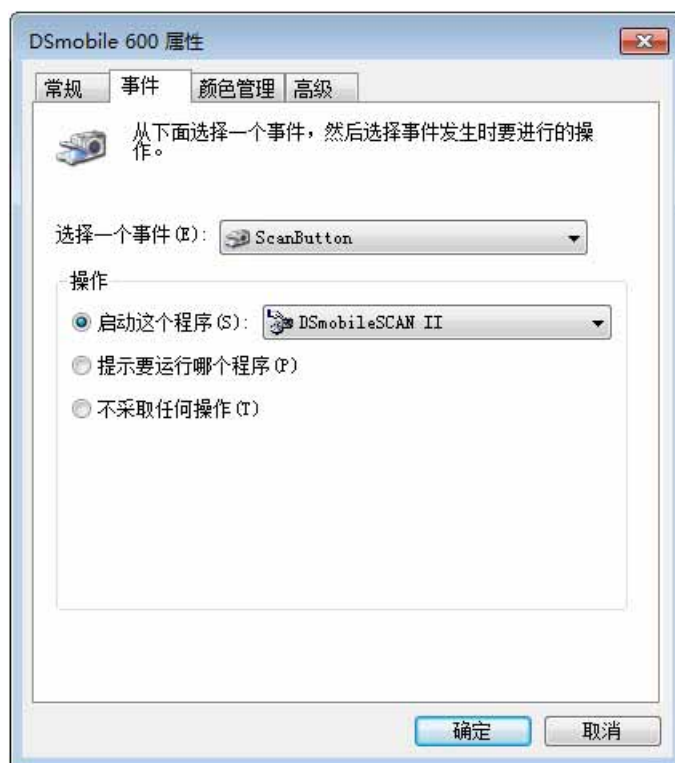 DSmobile 600 属性
常规 事件 颜色管理 高级
从下面选择一个事件，然后选择事件发生时要进行的操
作。
选择一个事件(E): ScanButton
操作
启动这个程序(S): DSmobileSCAN II
提示要运行哪个程序(P)
不采取任何操作(T)
确定 取消